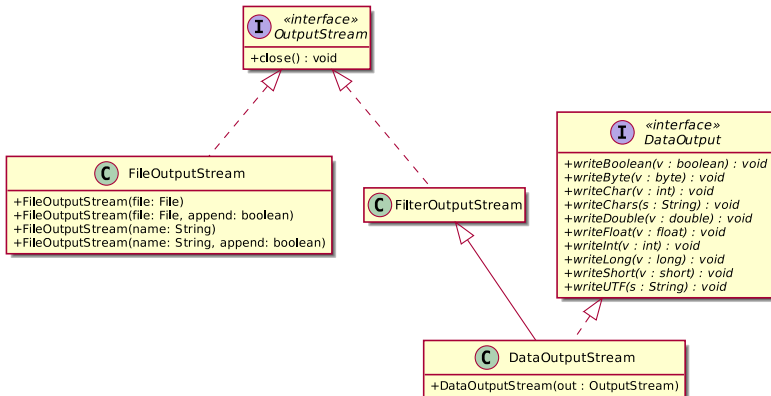 I
«interface»
OutputStream
+close() : void
I
«interface»
DataOutput
+writeBoolean(v : boolean) : void
+writeByte(v : byte) : void
+writeChar(v : int) : void
+writeChars(s : String) : void
+writeDouble(v : double) : void
+writeFloat(v : float) : void
+writeInt(v : int) : void
+writeLong(v : long) : void
+writeShort(v : short) : void
+writeUTF(s : String) : void
C FileOutputStream
+FileOutputStream(file: File)
+FileOutputStream(file: File, append: boolean)
+FileOutputStream(name: String)
+FileOutputStream(name: String, append: boolean)
C FilterOutputStream
C DataOutputStream
+DataOutputStream(out : OutputStream)